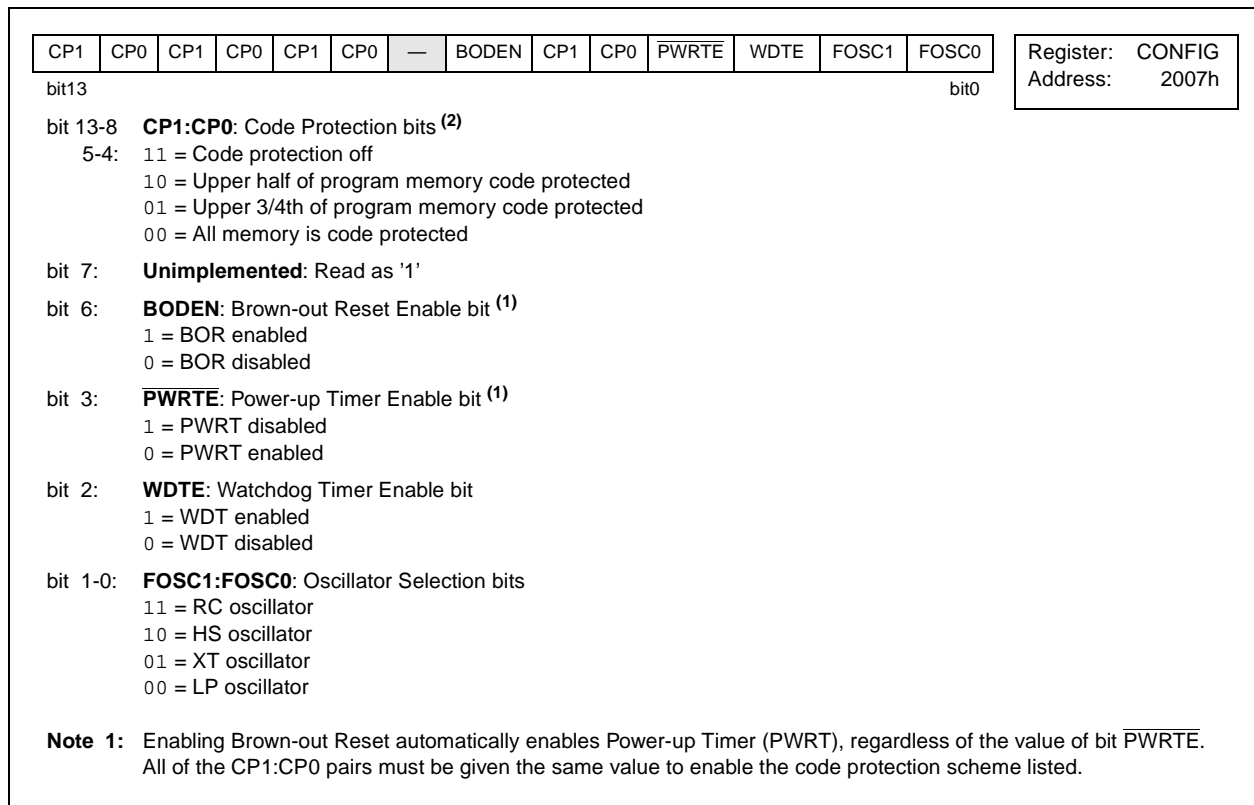 CP1 CP0 CP1 CP0 CP1 CP0 — BODEN CP1 CP0 PWRTE WDTE FOSC1 FOSC0
Register: CONFIG
Address: 2007h
bit13 bit0
bit 13-8 CP1:CP0: Code Protection bits (2)
5-4: 11 = Code protection off
10 = Upper half of program memory code protected
01 = Upper 3/4th of program memory code protected
00 = All memory is code protected
bit 7: Unimplemented: Read as '1'
bit 6: BODEN: Brown-out Reset Enable bit (1)
1 = BOR enabled
0 = BOR disabled
bit 3: PWRTE: Power-up Timer Enable bit (1)
1 = PWRT disabled
0 = PWRT enabled
bit 2: WDTE: Watchdog Timer Enable bit
1 = WDT enabled
0 = WDT disabled
bit 1-0: FOSC1:FOSC0: Oscillator Selection bits
11 = RC oscillator
10 = HS oscillator
01 = XT oscillator
00 = LP oscillator
Note 1: Enabling Brown-out Reset automatically enables Power-up Timer (PWRT), regardless of the value of bit PWRTE.
All of the CP1:CP0 pairs must be given the same value to enable the code protection scheme listed.